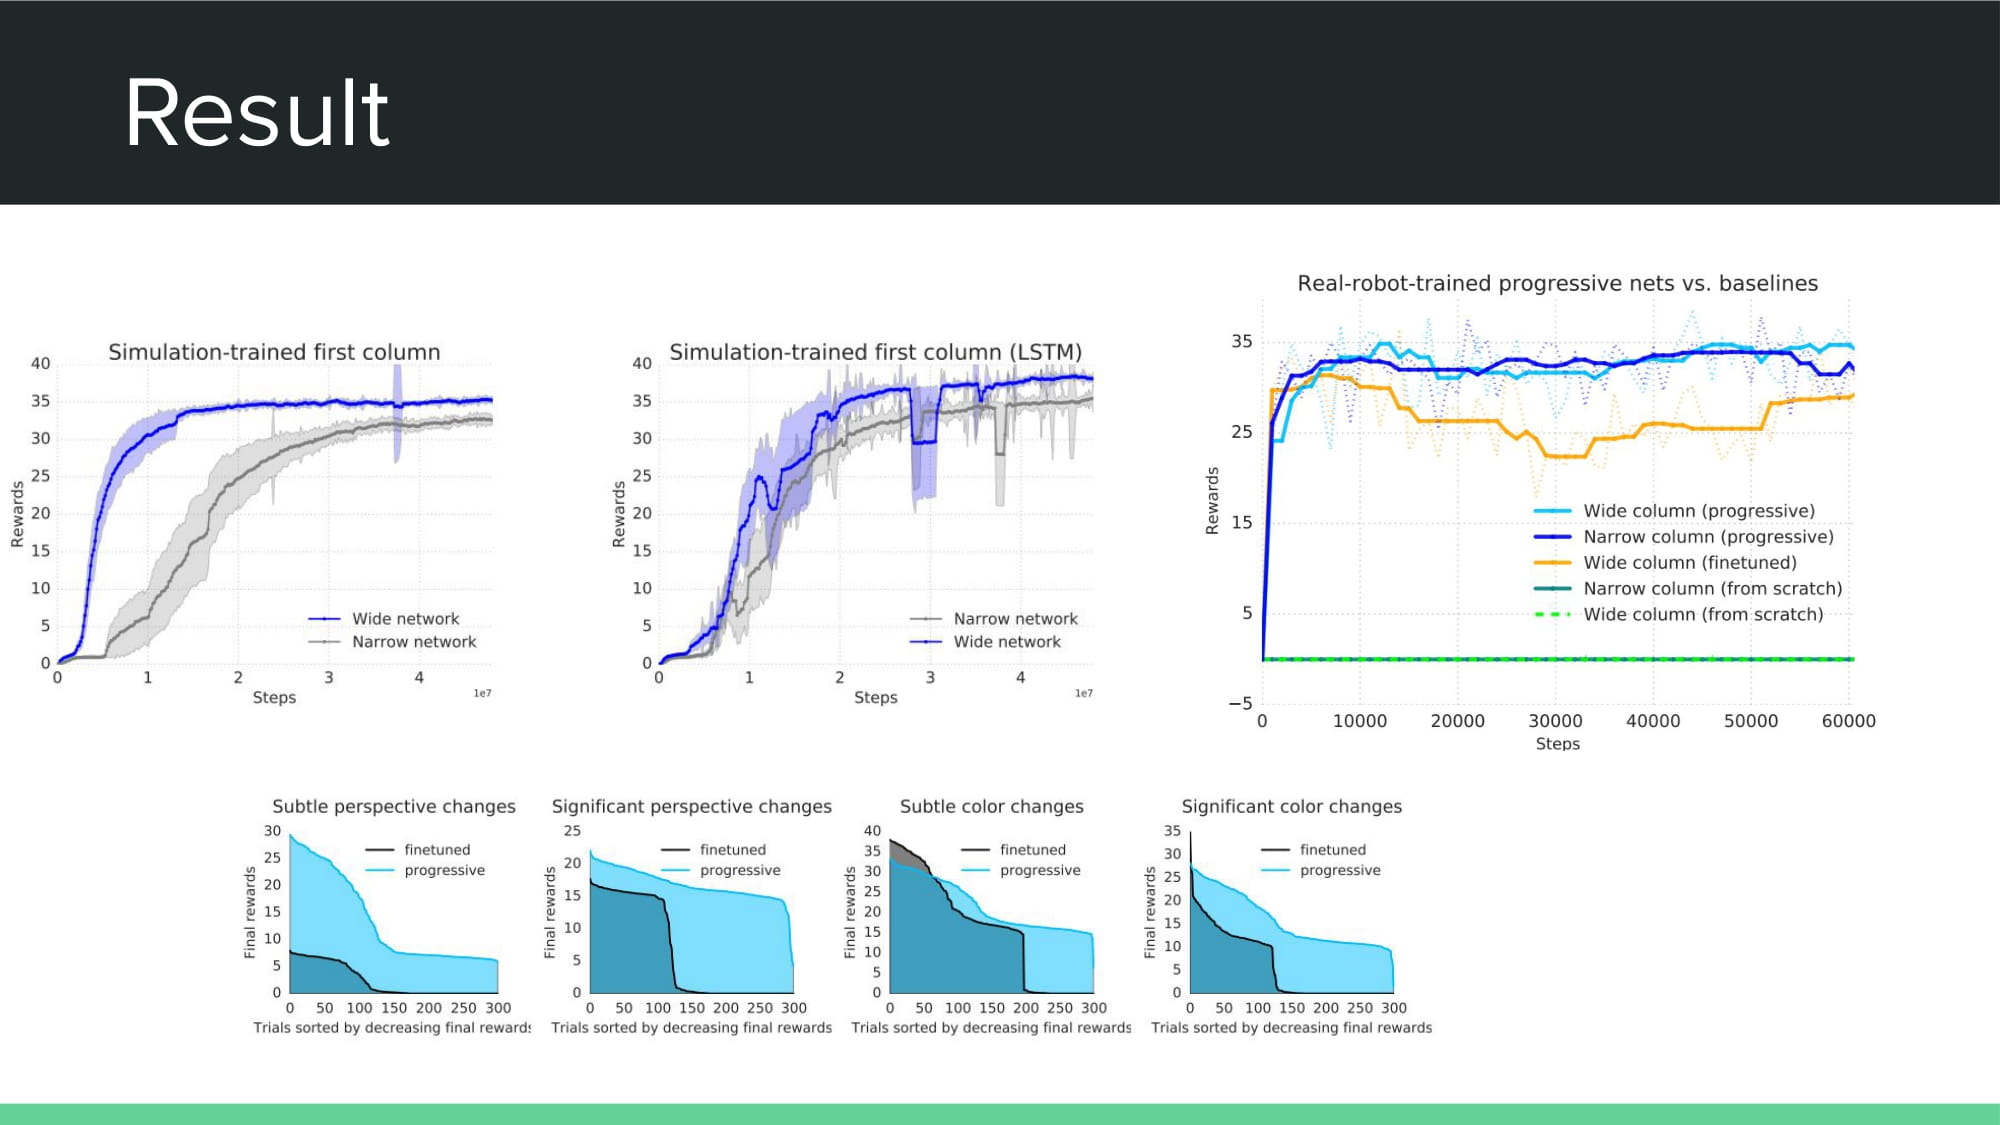 Result
Simulation-trained first column
40
35
30
25
20
15
10
5
0
Rewards
Wide network
Narrow network
0 1 2 3 4
1e7
Steps
Simulation-trained first column (LSTM)
40
35
30
25
20
15
10
5
0
Rewards
Narrow network
Wide network
0 1 2 3 4
1e7
Steps
Real-robot-trained progressive nets vs. baselines
35
25
15
5
−5
Rewards
Wide column (progressive)
Narrow column (progressive)
Wide column (finetuned)
Narrow column (from scratch)
Wide column (from scratch)
0 10000 20000 30000 40000 50000 60000
Steps
Subtle perspective changes
30
25
20
15
10
5
0
Final rewards
finetuned
progressive
0 50 100 150 200 250 300
Trials sorted by decreasing final rewards
Significant perspective changes
25
20
15
10
5
0
Final rewards
finetuned
progressive
0 50 100 150 200 250 300
Trials sorted by decreasing final rewards
Subtle color changes
40
35
30
25
20
15
10
5
0
Final rewards
finetuned
progressive
0 50 100 150 200 250 300
Trials sorted by decreasing final rewards
Significant color changes
35
30
25
20
15
10
5
0
Final rewards
finetuned
progressive
0 50 100 150 200 250 300
Trials sorted by decreasing final rewards